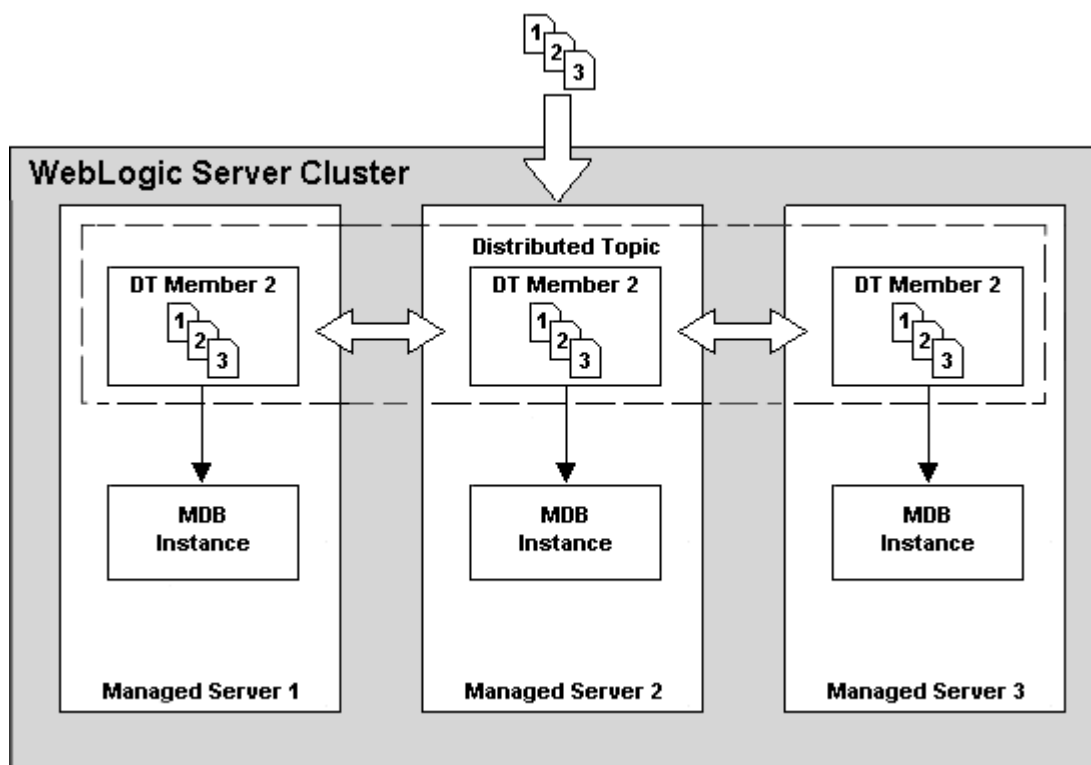 1
2
3
WebLogic Server Cluster
Distributed Topic
DT Member 2
1
2
3
DT Member 2
1
2
3
DT Member 2
1
2
3
MDB
Instance
MDB
Instance
MDB
Instance
Managed Server 1
Managed Server 2
Managed Server 3